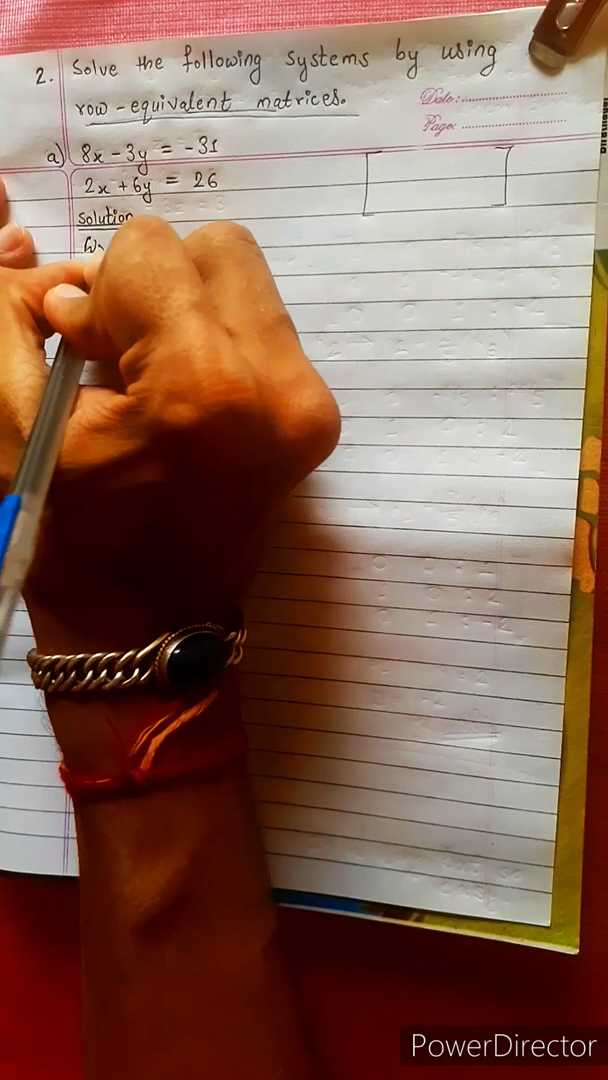 2. Solve the following systems by using
row-equivalent matrices.
Date:
Page:
a) 8x - 3y = -31
2x + 6y = 26
Solution
PowerDirector